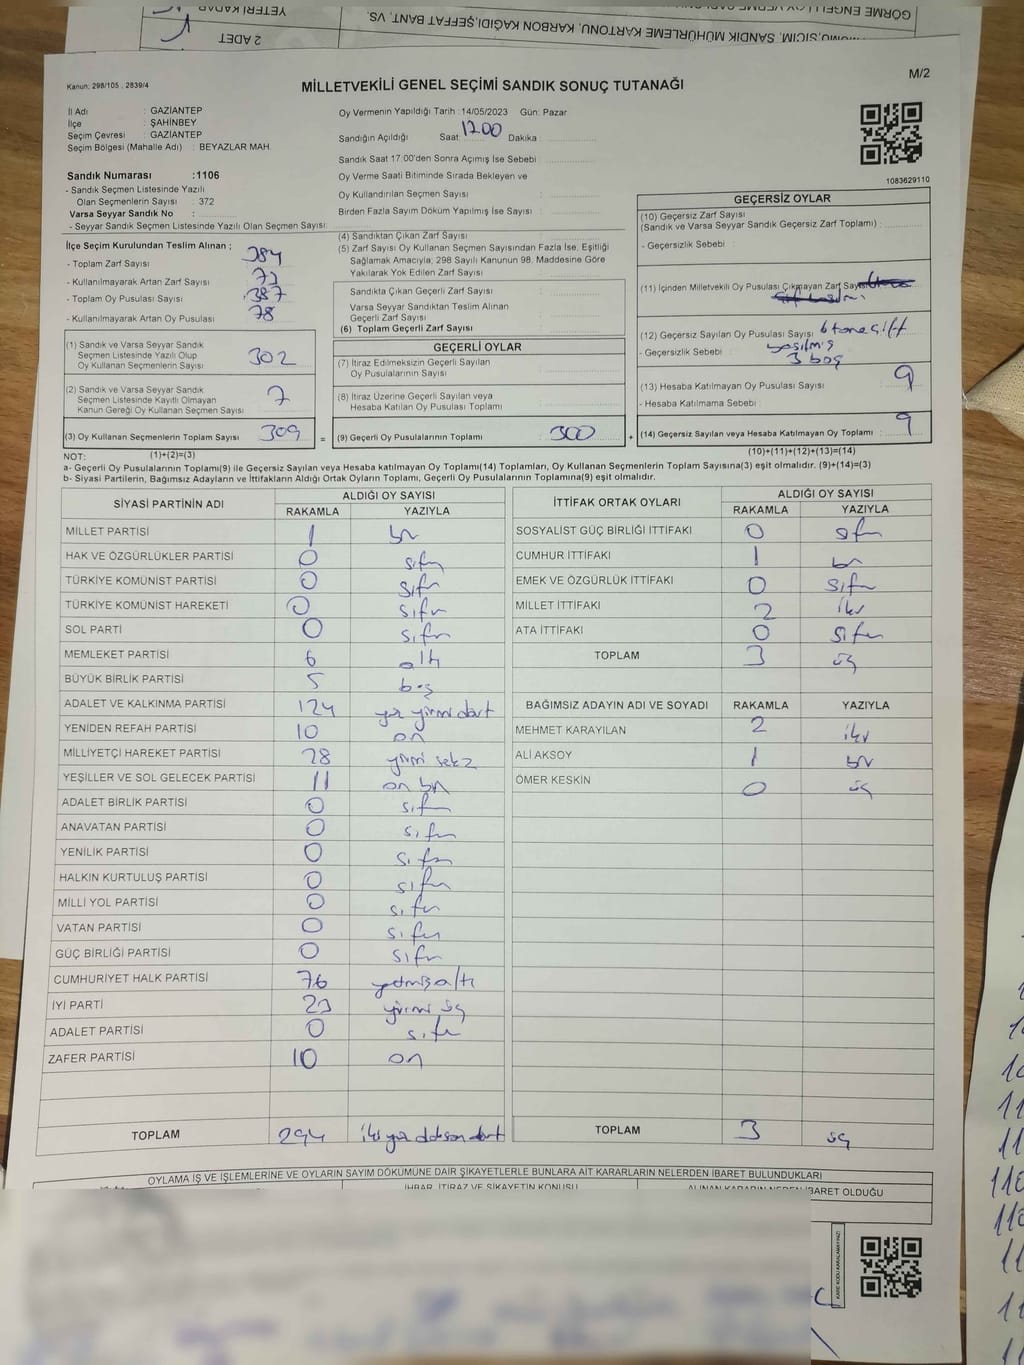 GÖRME ENGELLİ
YETERİ KADAR
SİCİM, SANDIK MÜHÜRLEME KARTONU, KARBON KAĞIDI, ŞEFFAF BANT, VS.
2 ADET
Kanun; 298/105 , 2839/4
MİLLETVEKİLİ GENEL SEÇİMİ SANDIK SONUÇ TUTANAĞI
M/2
İl Adı : GAZİANTEP
İlçe : ŞAHİNBEY
Seçim Çevresi : GAZİANTEP
Seçim Bölgesi (Mahalle Adı) : BEYAZLAR MAH.
Oy Vermenin Yapıldığı Tarih : 14/05/2023 Gün: Pazar
Sandığın Açıldığı Saat: 1700 Dakika :
Sandık Saat 17:00'den Sonra Açımış İse Sebebi :
Oy Verme Saati Bitiminde Sırada Bekleyen ve
Oy Kullandırılan Seçmen Sayısı :
Birden Fazla Sayım Döküm Yapılmış İse Sayısı :
1083629110
Sandık Numarası :1106
- Sandık Seçmen Listesinde Yazılı
Olan Seçmenlerin Sayısı : 372
Varsa Seyyar Sandık No :
- Seyyar Sandık Seçmen Listesinde Yazılı Olan Seçmen Sayısı:
İlçe Seçim Kurulundan Teslim Alınan ;
- Toplam Zarf Sayısı : 384
- Kullanılmayarak Artan Zarf Sayısı : 73
- Toplam Oy Pusulası Sayısı : 387
- Kullanılmayarak Artan Oy Pusulası : 78
(1) Sandık ve Varsa Seyyar Sandık
Seçmen Listesinde Yazılı Olup
Oy Kullanan Seçmenlerin Sayısı : 302
(2) Sandık ve Varsa Seyyar Sandık
Seçmen Listesinde Kayıtlı Olmayan
Kanun Gereği Oy Kullanan Seçmen Sayısı : 7
(3) Oy Kullanan Seçmenlerin Toplam Sayısı : 309
(1)+(2)=(3)
(4) Sandıktan Çıkan Zarf Sayısı :
(5) Zarf Sayısı Oy Kullanan Seçmen Sayısından Fazla İse, Eşitliği
Sağlamak Amacıyla; 298 Sayılı Kanunun 98. Maddesine Göre
Yakılarak Yok Edilen Zarf Sayısı :
Sandıkta Çıkan Geçerli Zarf Sayısı :
Varsa Seyyar Sandıktan Teslim Alınan
Geçerli Zarf Sayısı :
(6) Toplam Geçerli Zarf Sayısı :
GEÇERLİ OYLAR
(7) İtiraz Edilmeksizin Geçerli Sayılan
Oy Pusulalarının Sayısı :
(8) İtiraz Üzerine Geçerli Sayılan veya
Hesaba Katılan Oy Pusulası Toplamı :
= (9) Geçerli Oy Pusulalarının Toplamı : 300 +
GEÇERSİZ OYLAR
(10) Geçersiz Zarf Sayısı
(Sandık ve Varsa Seyyar Sandık Geçersiz Zarf Toplamı) :
- Geçersizlik Sebebi :
(11) İçinden Milletvekili Oy Pusulası Çıkmayan Zarf Sayısı
(12) Geçersiz Sayılan Oy Pusulası Sayısı : 6 tane çift
- Geçersizlik Sebebi : basılmış
3 boş
(13) Hesaba Katılmayan Oy Pusulası Sayısı : 9
- Hesaba Katılmama Sebebi :
(14) Geçersiz Sayılan veya Hesaba Katılmayan Oy Toplamı : 9
(10)+(11)+(12)+(13)=(14)
NOT:
a- Geçerli Oy Pusulalarının Toplamı(9) ile Geçersiz Sayılan veya Hesaba katılmayan Oy Toplamı(14) Toplamları, Oy Kullanan Seçmenlerin Toplam Sayısına(3) eşit olmalıdır. (9)+(14)=(3)
b- Siyasi Partilerin, Bağımsız Adayların ve İttifakların Aldığı Ortak Oyların Toplamı, Geçerli Oy Pusulalarının Toplamına(9) eşit olmalıdır.
SİYASİ PARTİNİN ADI ALDIĞI OY SAYISI
RAKAMLA YAZIYLA
MİLLET PARTİSİ 1 bir
HAK VE ÖZGÜRLÜKLER PARTİSİ 0 sıfır
TÜRKİYE KOMÜNİST PARTİSİ 0 sıfır
TÜRKİYE KOMÜNİST HAREKETİ 0 sıfır
SOL PARTİ 0 sıfır
MEMLEKET PARTİSİ 6 altı
BÜYÜK BİRLİK PARTİSİ 5 beş
ADALET VE KALKINMA PARTİSİ 124 yüz yirmi dört
YENİDEN REFAH PARTİSİ 10 on
MİLLİYETÇİ HAREKET PARTİSİ 28 yirmi sekiz
YEŞİLLER VE SOL GELECEK PARTİSİ 11 on bir
ADALET BİRLİK PARTİSİ 0 sıfır
ANAVATAN PARTİSİ 0 sıfır
YENİLİK PARTİSİ 0 sıfır
HALKIN KURTULUŞ PARTİSİ 0 sıfır
MİLLİ YOL PARTİSİ 0 sıfır
VATAN PARTİSİ 0 sıfır
GÜÇ BİRLİĞİ PARTİSİ 0 sıfır
CUMHURİYET HALK PARTİSİ 76 yetmiş altı
İYİ PARTİ 23 yirmi üç
ADALET PARTİSİ 0 sıfır
ZAFER PARTİSİ 10 on
TOPLAM 294 iki yüz doksan dört
İTTİFAK ORTAK OYLARI ALDIĞI OY SAYISI
RAKAMLA YAZIYLA
SOSYALİST GÜÇ BİRLİĞİ İTTİFAKI 0 sıfır
CUMHUR İTTİFAKI 1 bir
EMEK VE ÖZGÜRLÜK İTTİFAKI 0 sıfır
MİLLET İTTİFAKI 2 iki
ATA İTTİFAKI 0 sıfır
TOPLAM 3 üç
BAĞIMSIZ ADAYIN ADI VE SOYADI RAKAMLA YAZIYLA
MEHMET KARAYILAN 2 iki
ALİ AKSOY 1 bir
ÖMER KESKİN 0 üç
TOPLAM 3 üç
OYLAMA İŞ VE İŞLEMLERİNE VE OYLARIN SAYIM DÖKÜMÜNE DAİR ŞİKAYETLERLE BUNLARA AİT KARARLARIN NELERDEN İBARET BULUNDUKLARI
İHBAR, İTİRAZ VE ŞİKAYETİN KONUSU
ALINAN KARARIN NEDEN İBARET OLDUĞU
KARE KODU KARALAMAYINIZ!